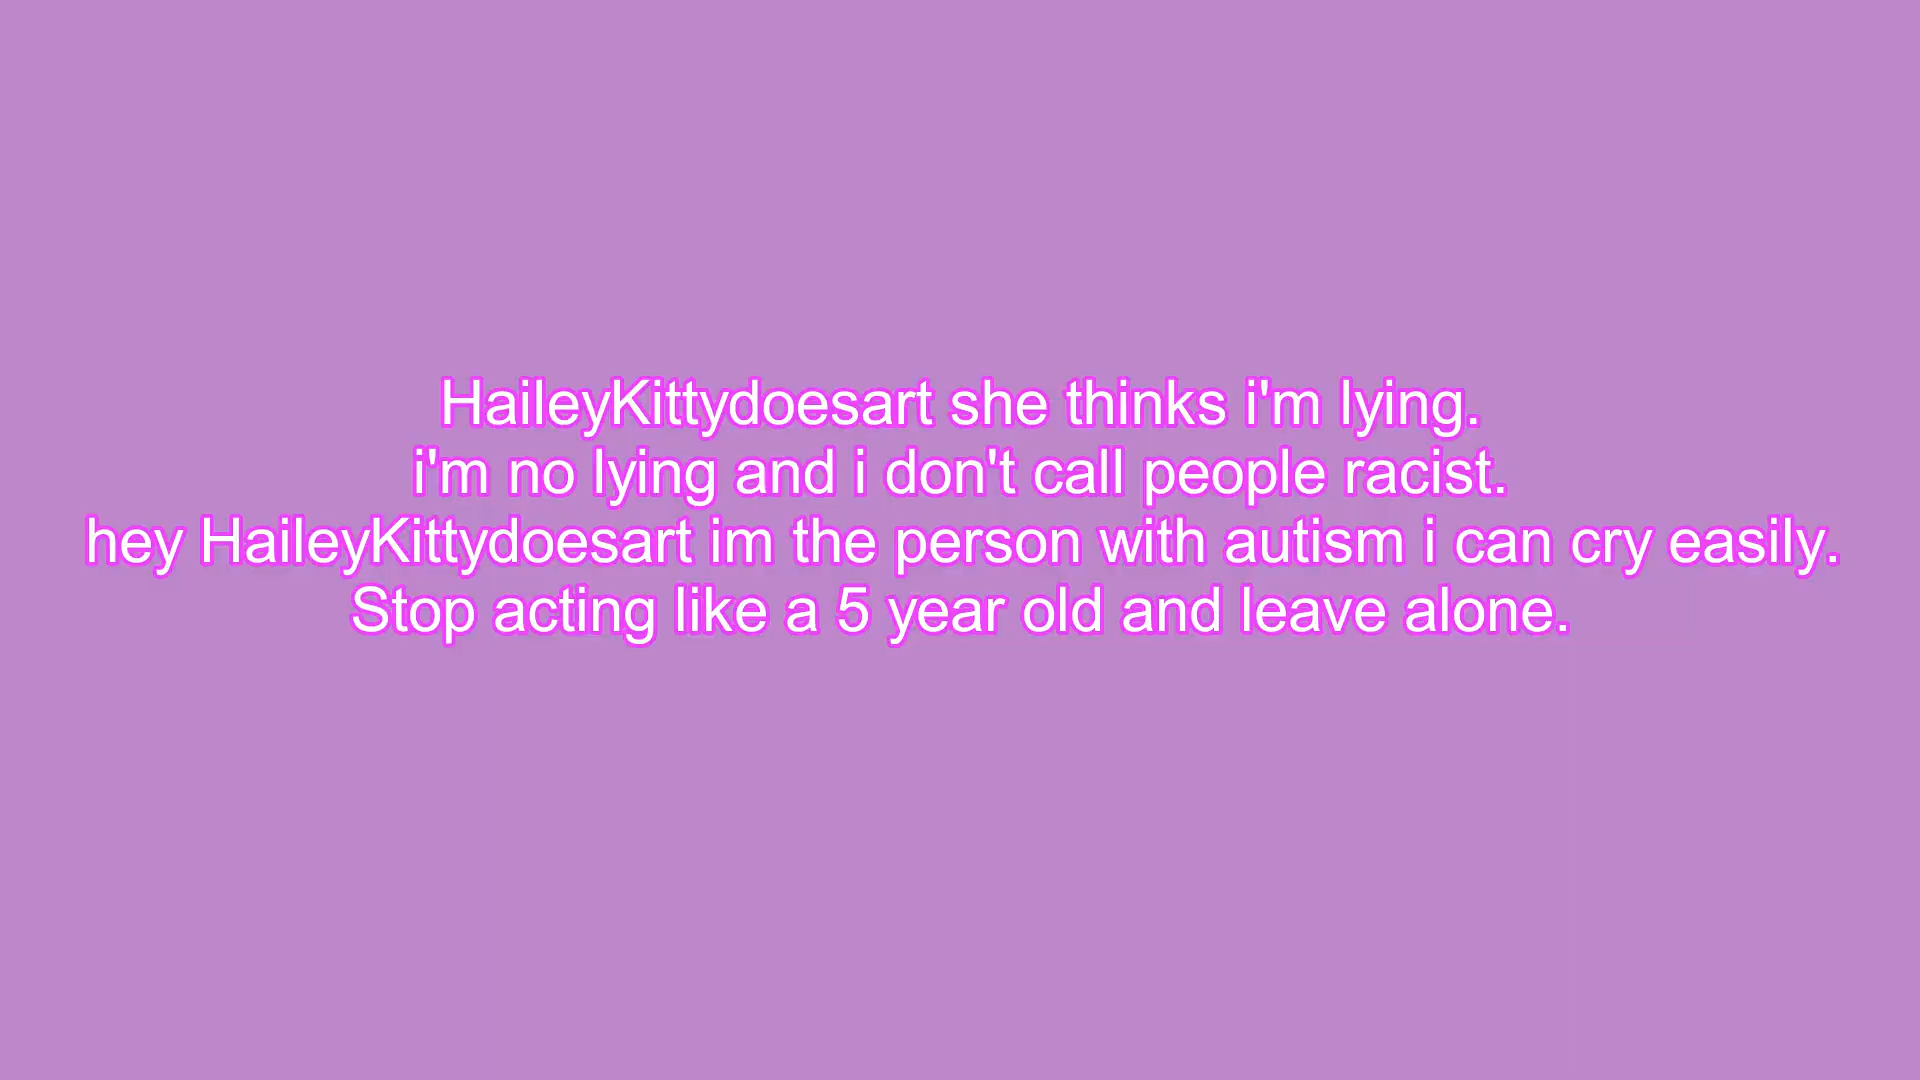 HaileyKittydoesart she thinks i'm lying.
i'm no lying and i don't call people racist.
hey HaileyKittydoesart im the person with autism i can cry easily.
Stop acting like a 5 year old and leave alone.